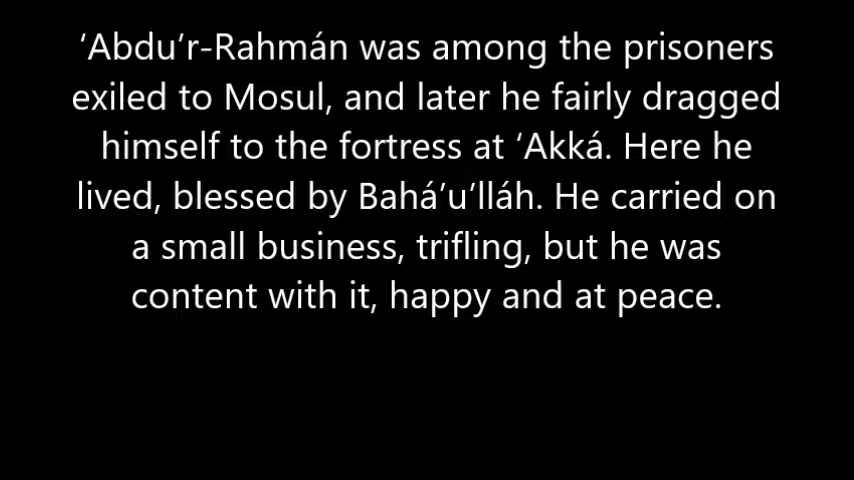 ‘Abdu’r-Rahmán was among the prisoners
exiled to Mosul, and later he fairly dragged
himself to the fortress at ‘Akká. Here he
lived, blessed by Bahá’u’lláh. He carried on
a small business, trifling, but he was
content with it, happy and at peace.